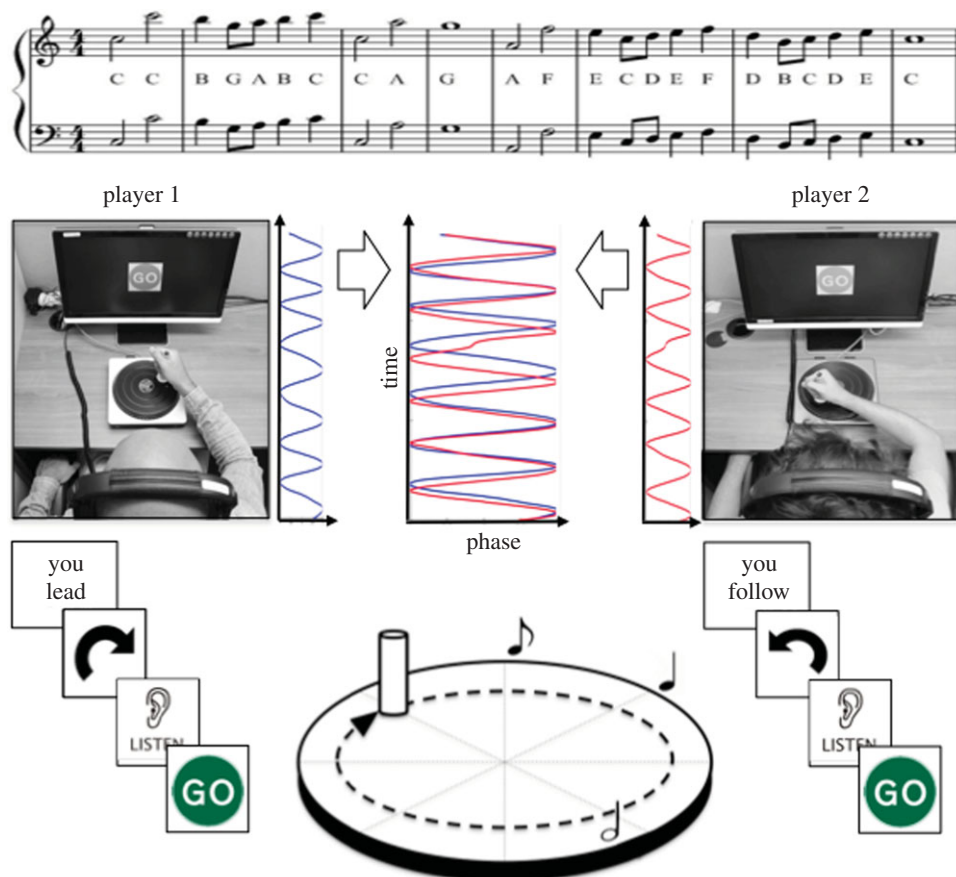 C C B G A B C C A G A F E C D E F D B C D E C
player 1
player 2
GO
GO
time
phase
you
lead
you
follow
LISTEN
LISTEN
GO
GO